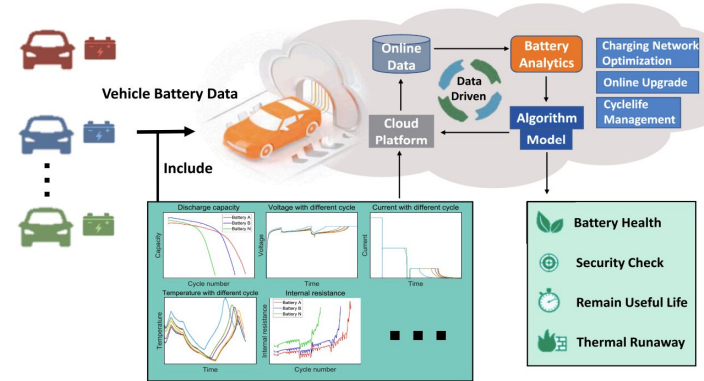 Vehicle Battery Data
Include
Online
Data
Battery
Analytics
Data
Driven
Cloud
Platform
Algorithm
Model
Charging Network
Optimization
Online Upgrade
Cyclelife
Management
Discharge capacity
Capacity
Cycle number
Battery A
Battery B
Battery N
Voltage with different cycle
Voltage
Time
Current with different cycle
Current
Time
Temperature with different cycle
Temperature
Time
Internal resistance
Internal resistance
Cycle number
Battery A
Battery B
Battery N
Battery Health
Security Check
Remain Useful Life
Thermal Runaway